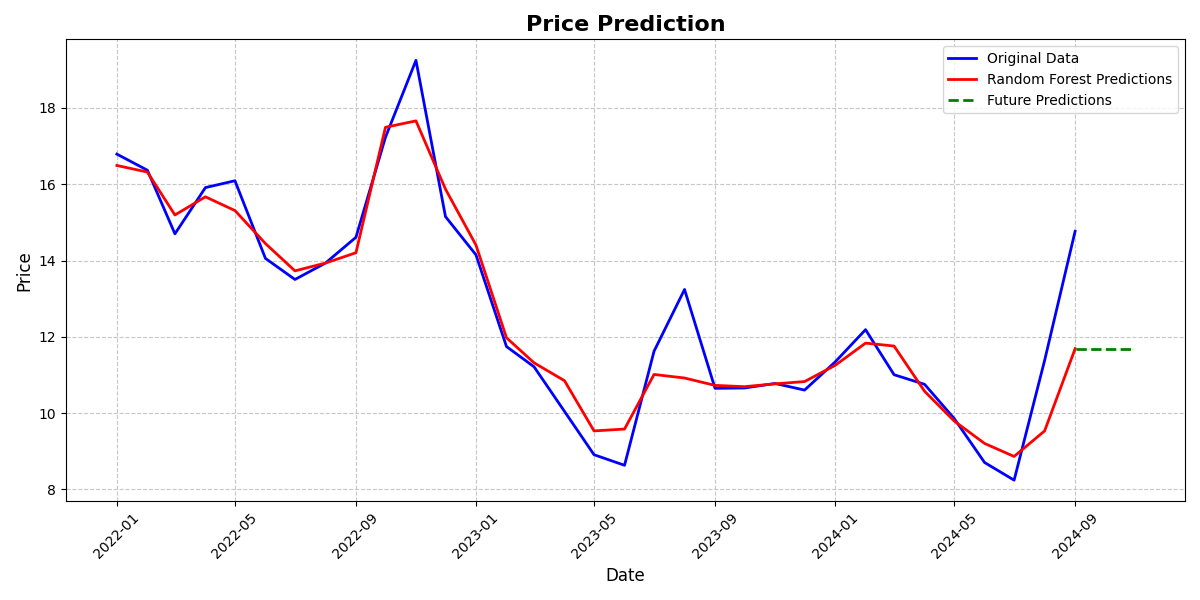 Price Prediction
Original Data
Random Forest Predictions
Future Predictions
Price
18
16
14
12
10
8
2022-01
2022-05
2022-09
2023-01
2023-05
2023-09
2024-01
2024-05
2024-09
Date